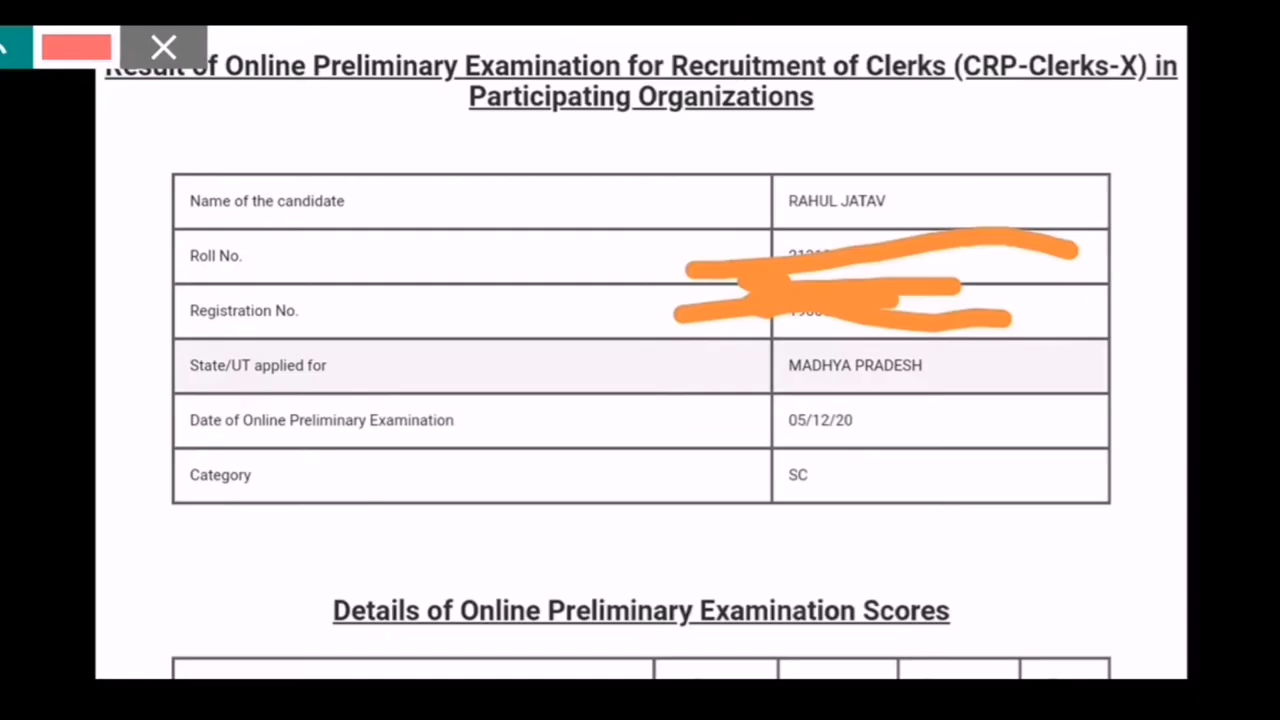 Result of Online Preliminary Examination for Recruitment of Clerks (CRP-Clerks-X) in
Participating Organizations
Name of the candidate RAHUL JATAV
Roll No.
Registration No.
State/UT applied for MADHYA PRADESH
Date of Online Preliminary Examination 05/12/20
Category SC
Details of Online Preliminary Examination Scores